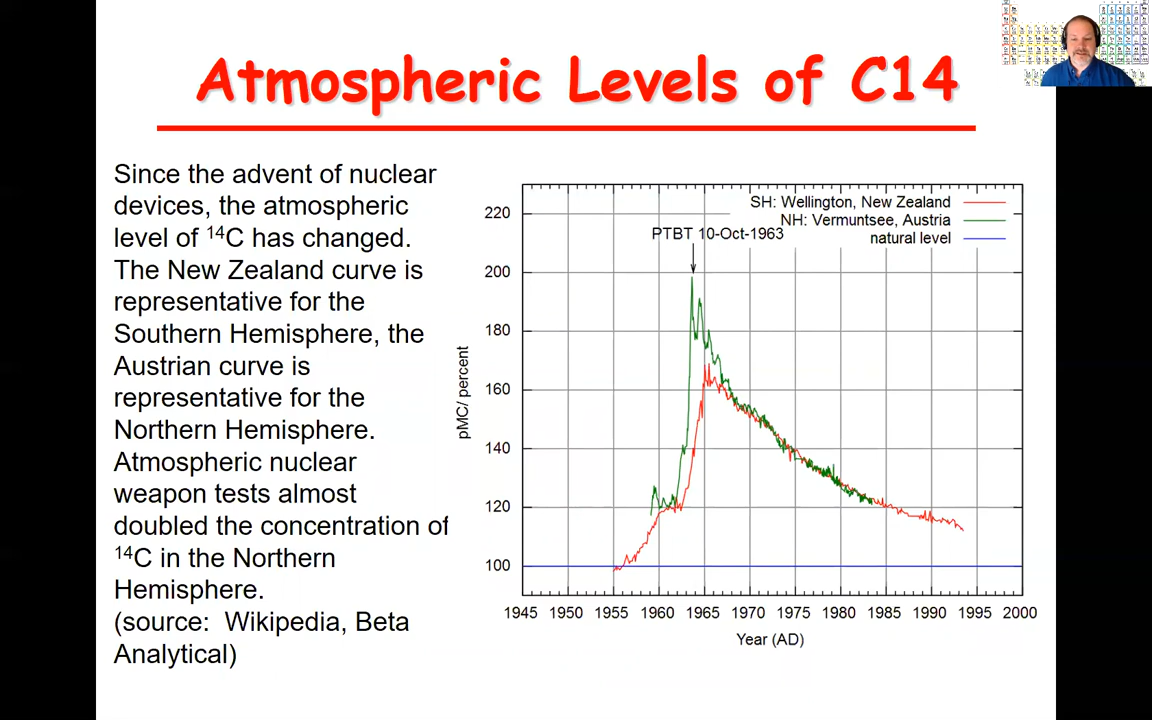 Atmospheric Levels of C14
Since the advent of nuclear
devices, the atmospheric
level of ¹⁴C has changed.
The New Zealand curve is
representative for the
Southern Hemisphere, the
Austrian curve is
representative for the
Northern Hemisphere.
Atmospheric nuclear
weapon tests almost
doubled the concentration of
¹⁴C in the Northern
Hemisphere.
(source:  Wikipedia, Beta
Analytical)
SH: Wellington, New Zealand
NH: Vermuntsee, Austria
natural level
PTBT 10-Oct-1963
pMC/ percent
220
200
180
160
140
120
100
1945 1950 1955 1960 1965 1970 1975 1980 1985 1990 1995 2000
Year (AD)